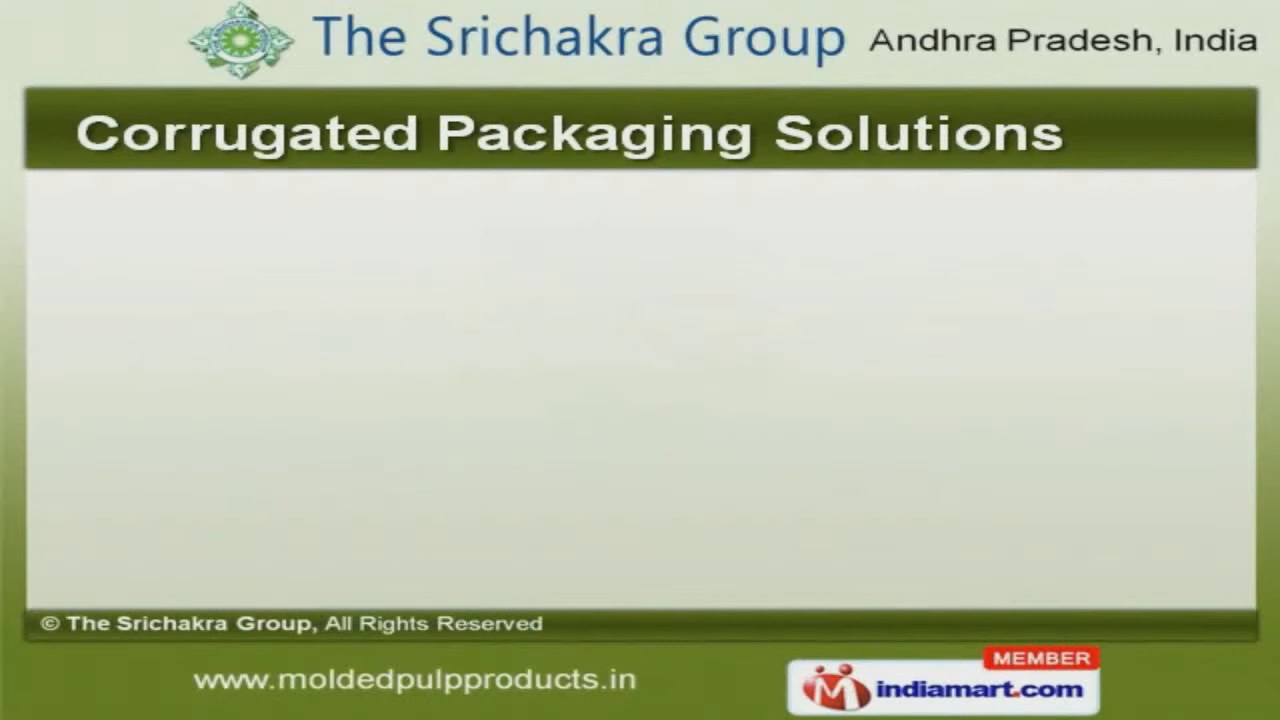 The Srichakra Group Andhra Pradesh, India
Corrugated Packaging Solutions
© The Srichakra Group, All Rights Reserved
www.moldedpulpproducts.in
MEMBER
indiamart.com